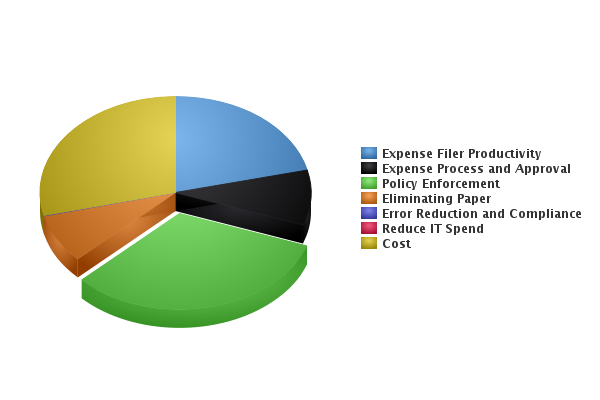 Expense Filer Productivity
Expense Process and Approval
Policy Enforcement
Eliminating Paper
Error Reduction and Compliance
Reduce IT Spend
Cost